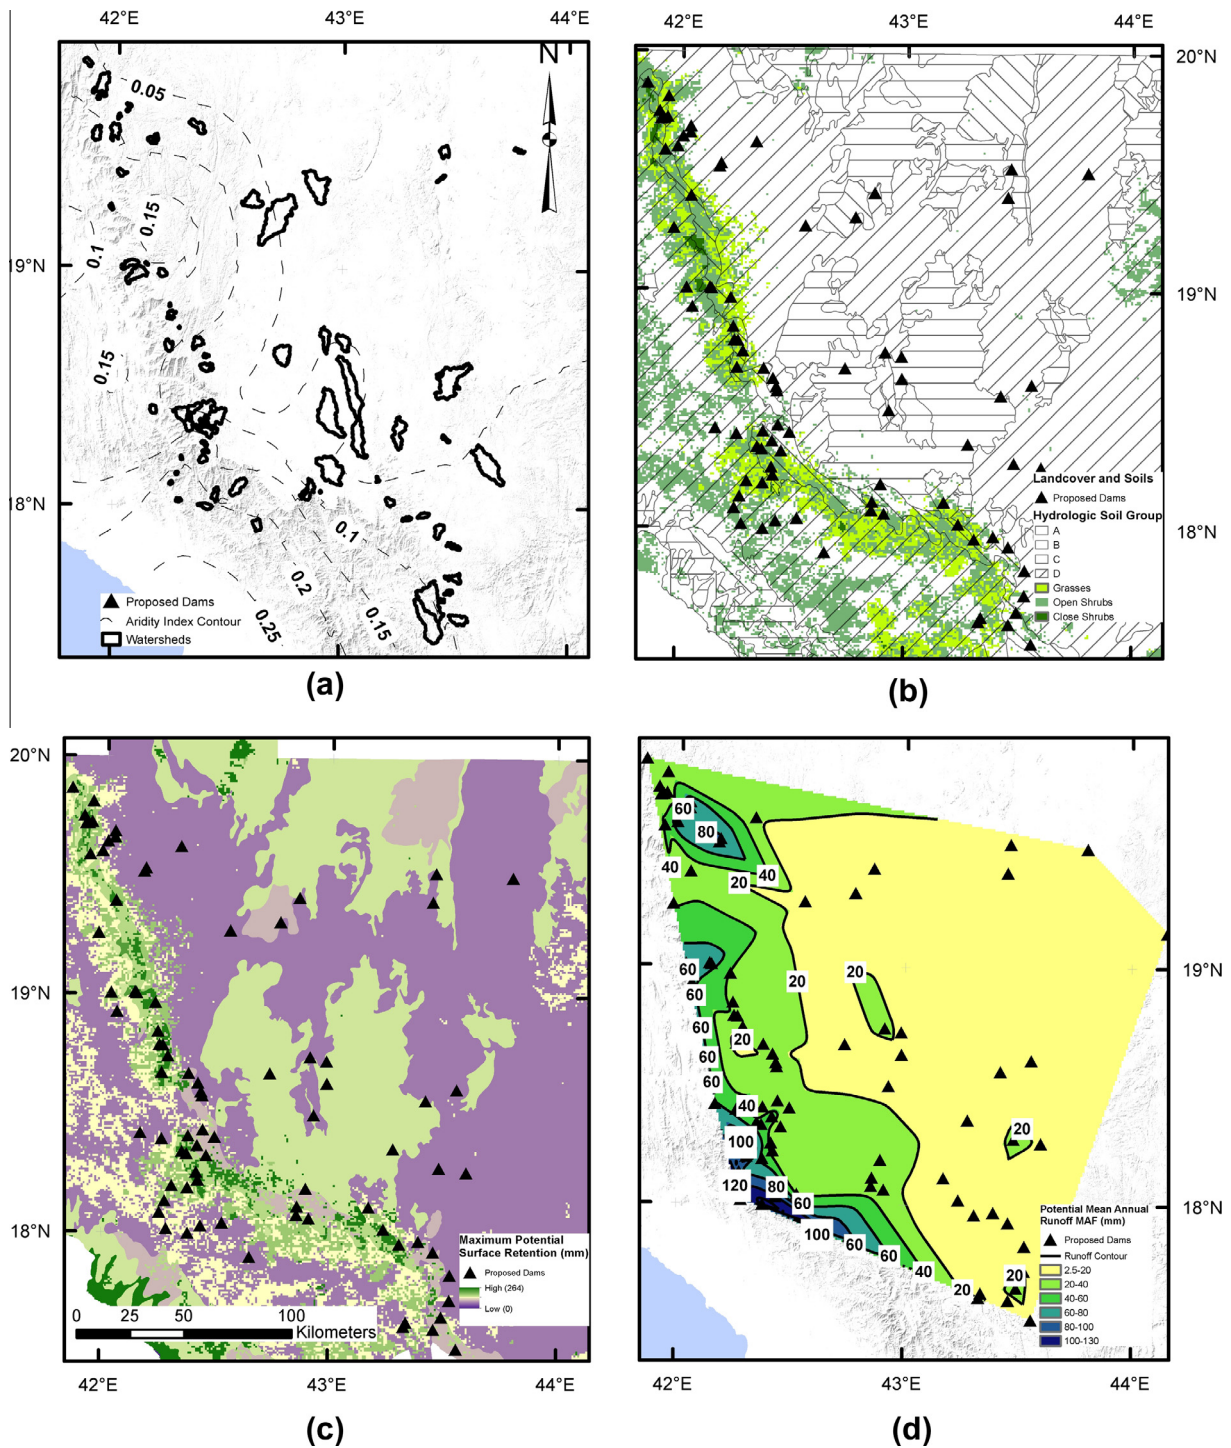 42°E 43°E 44°E
42°E 43°E 44°E
N
20°N
19°N
19°N
18°N
18°N
0.05
0.15
0.1
0.15
0.1
0.2
0.15
0.25
Proposed Dams
Aridity Index Contour
Watersheds
Landcover and Soils
Proposed Dams
Hydrologic Soil Group
A
B
C
D
Grasses
Open Shrubs
Close Shrubs
(a)
(b)
20°N
19°N
18°N
Maximum Potential
Surface Retention (mm)
Proposed Dams
High (264)
Low (0)
0 25 50 100
Kilometers
42°E 43°E 44°E
(c)
60
80
40
20
40
60
60
20
20
60
60
20
60
40
100
20
120
80
60
100
60
60
40
20
20
19°N
18°N
Potential Mean Annual
Runoff MAF (mm)
Proposed Dams
Runoff Contour
2.5-20
20-40
40-60
60-80
80-100
100-130
42°E 43°E 44°E
(d)